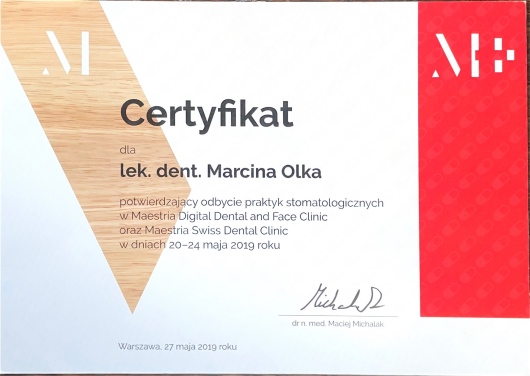 M
Certyfikat
dla
lek. dent. Marcina Olka
potwierdzający odbycie praktyk stomatologicznych
w Maestria Digital Dental and Face Clinic
oraz Maestria Swiss Dental Clinic
w dniach 20–24 maja 2019 roku
dr n. med. Maciej Michalak
Warszawa, 27 maja 2019 roku